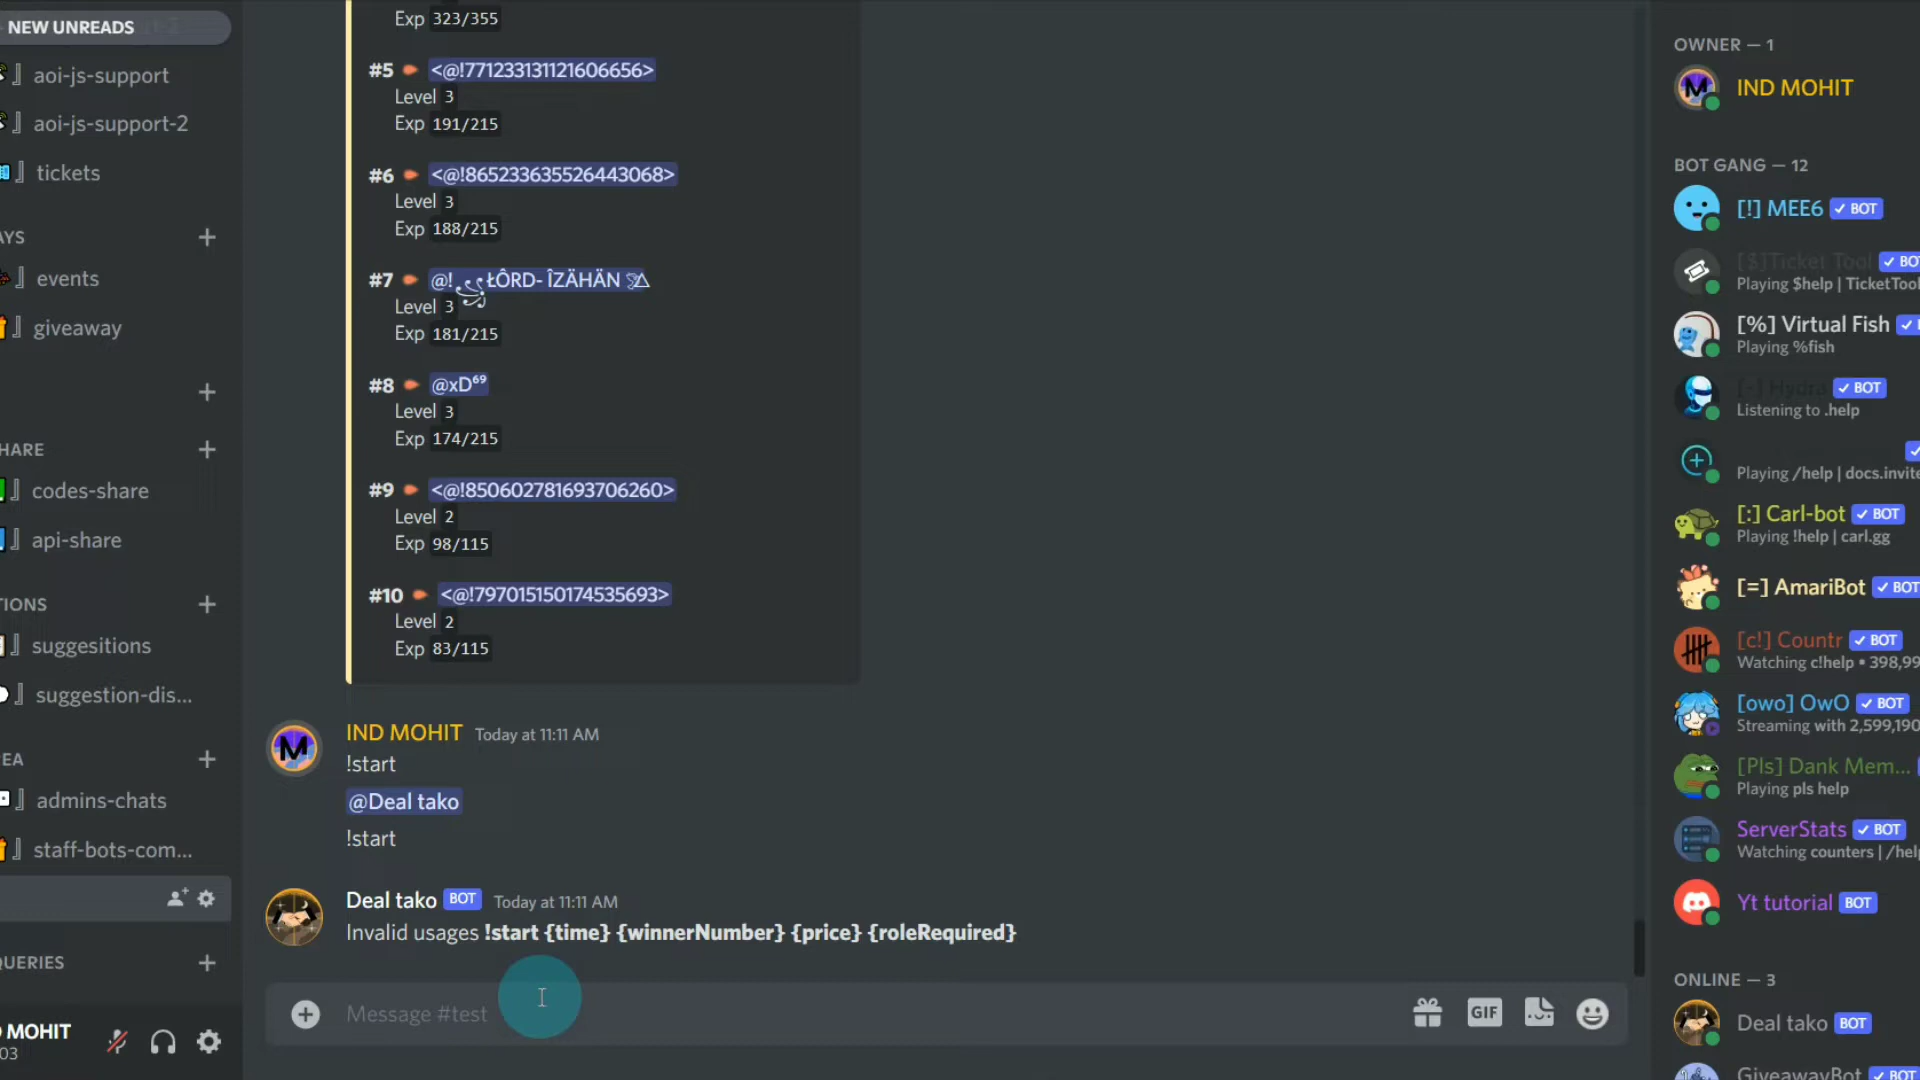 NEW UNREADS
aoi-js-support
aoi-js-support-2
tickets
AYS
events
giveaway
HARE
codes-share
api-share
TIONS
suggesitions
suggestion-dis...
EA
admins-chats
staff-bots-com...
QUERIES
D MOHIT
03
Exp 323/355
#5 <@!771233131121606656>
Level 3
Exp 191/215
#6 <@!865233635526443068>
Level 3
Exp 188/215
#7 @! ŁÔRD- ÎZÄHÄN
Level 3
Exp 181/215
#8 @xD⁶⁹
Level 3
Exp 174/215
#9 <@!850602781693706260>
Level 2
Exp 98/115
#10 <@!797015150174535693>
Level 2
Exp 83/115
IND MOHIT Today at 11:11 AM
!start
@Deal tako
!start
Deal tako BOT Today at 11:11 AM
Invalid usages !start {time} {winnerNumber} {price} {roleRequired}
Message #test
GIF
OWNER — 1
IND MOHIT
BOT GANG — 12
[!] MEE6 ✓ BOT
[$]Ticket Tool ✓ BO
Playing $help | TicketTool
[%] Virtual Fish
Playing %fish
[-] Hydra ✓ BOT
Listening to .help
Playing /help | docs.invite
[:] Carl-bot ✓ BOT
Playing !help | carl.gg
[=] AmariBot ✓ BOT
[c!] Countr ✓ BOT
Watching c!help • 398,99
[owo] OwO ✓ BOT
Streaming with 2,599,190
[Pls] Dank Mem...
Playing pls help
ServerStats ✓ BOT
Watching counters | /help
Yt tutorial BOT
ONLINE — 3
Deal tako BOT
GiveawayBot ✓ BOT